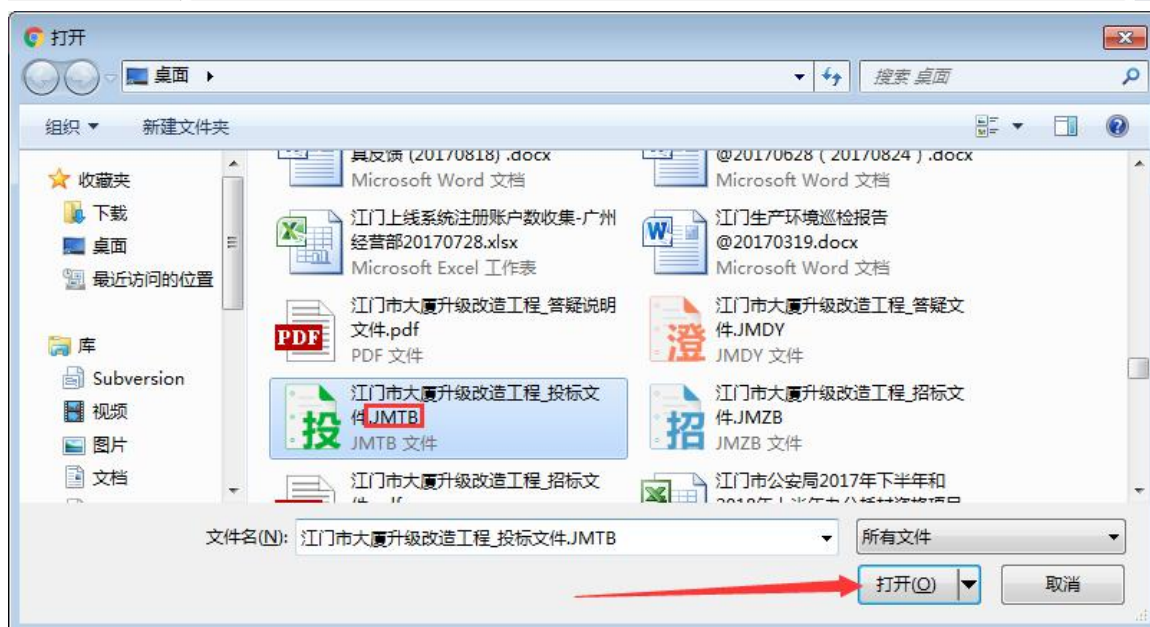 打开
桌面
搜索 桌面
组织
新建文件夹
收藏夹
下载
桌面
最近访问的位置
库
Subversion
视频
图片
文档
真反馈 (20170818) .docx
Microsoft Word 文档
@20170628 ( 20170824 ) .docx
Microsoft Word 文档
江门上线系统注册账户数收集-广州
经营部20170728.xlsx
Microsoft Excel 工作表
江门生产环境巡检报告
@20170319.docx
Microsoft Word 文档
PDF
江门市大厦升级改造工程_答疑说明
文件.pdf
PDF 文件
澄
江门市大厦升级改造工程_答疑文
件.JMDY
JMDY 文件
投
江门市大厦升级改造工程_投标文
件.JMTB
JMTB 文件
招
江门市大厦升级改造工程_招标文
件.JMZB
JMZB 文件
江门市大厦升级改造工程_招标文
江门市公安局2017年下半年和
文件名(N):
江门市大厦升级改造工程_投标文件.JMTB
所有文件
打开(O)
取消